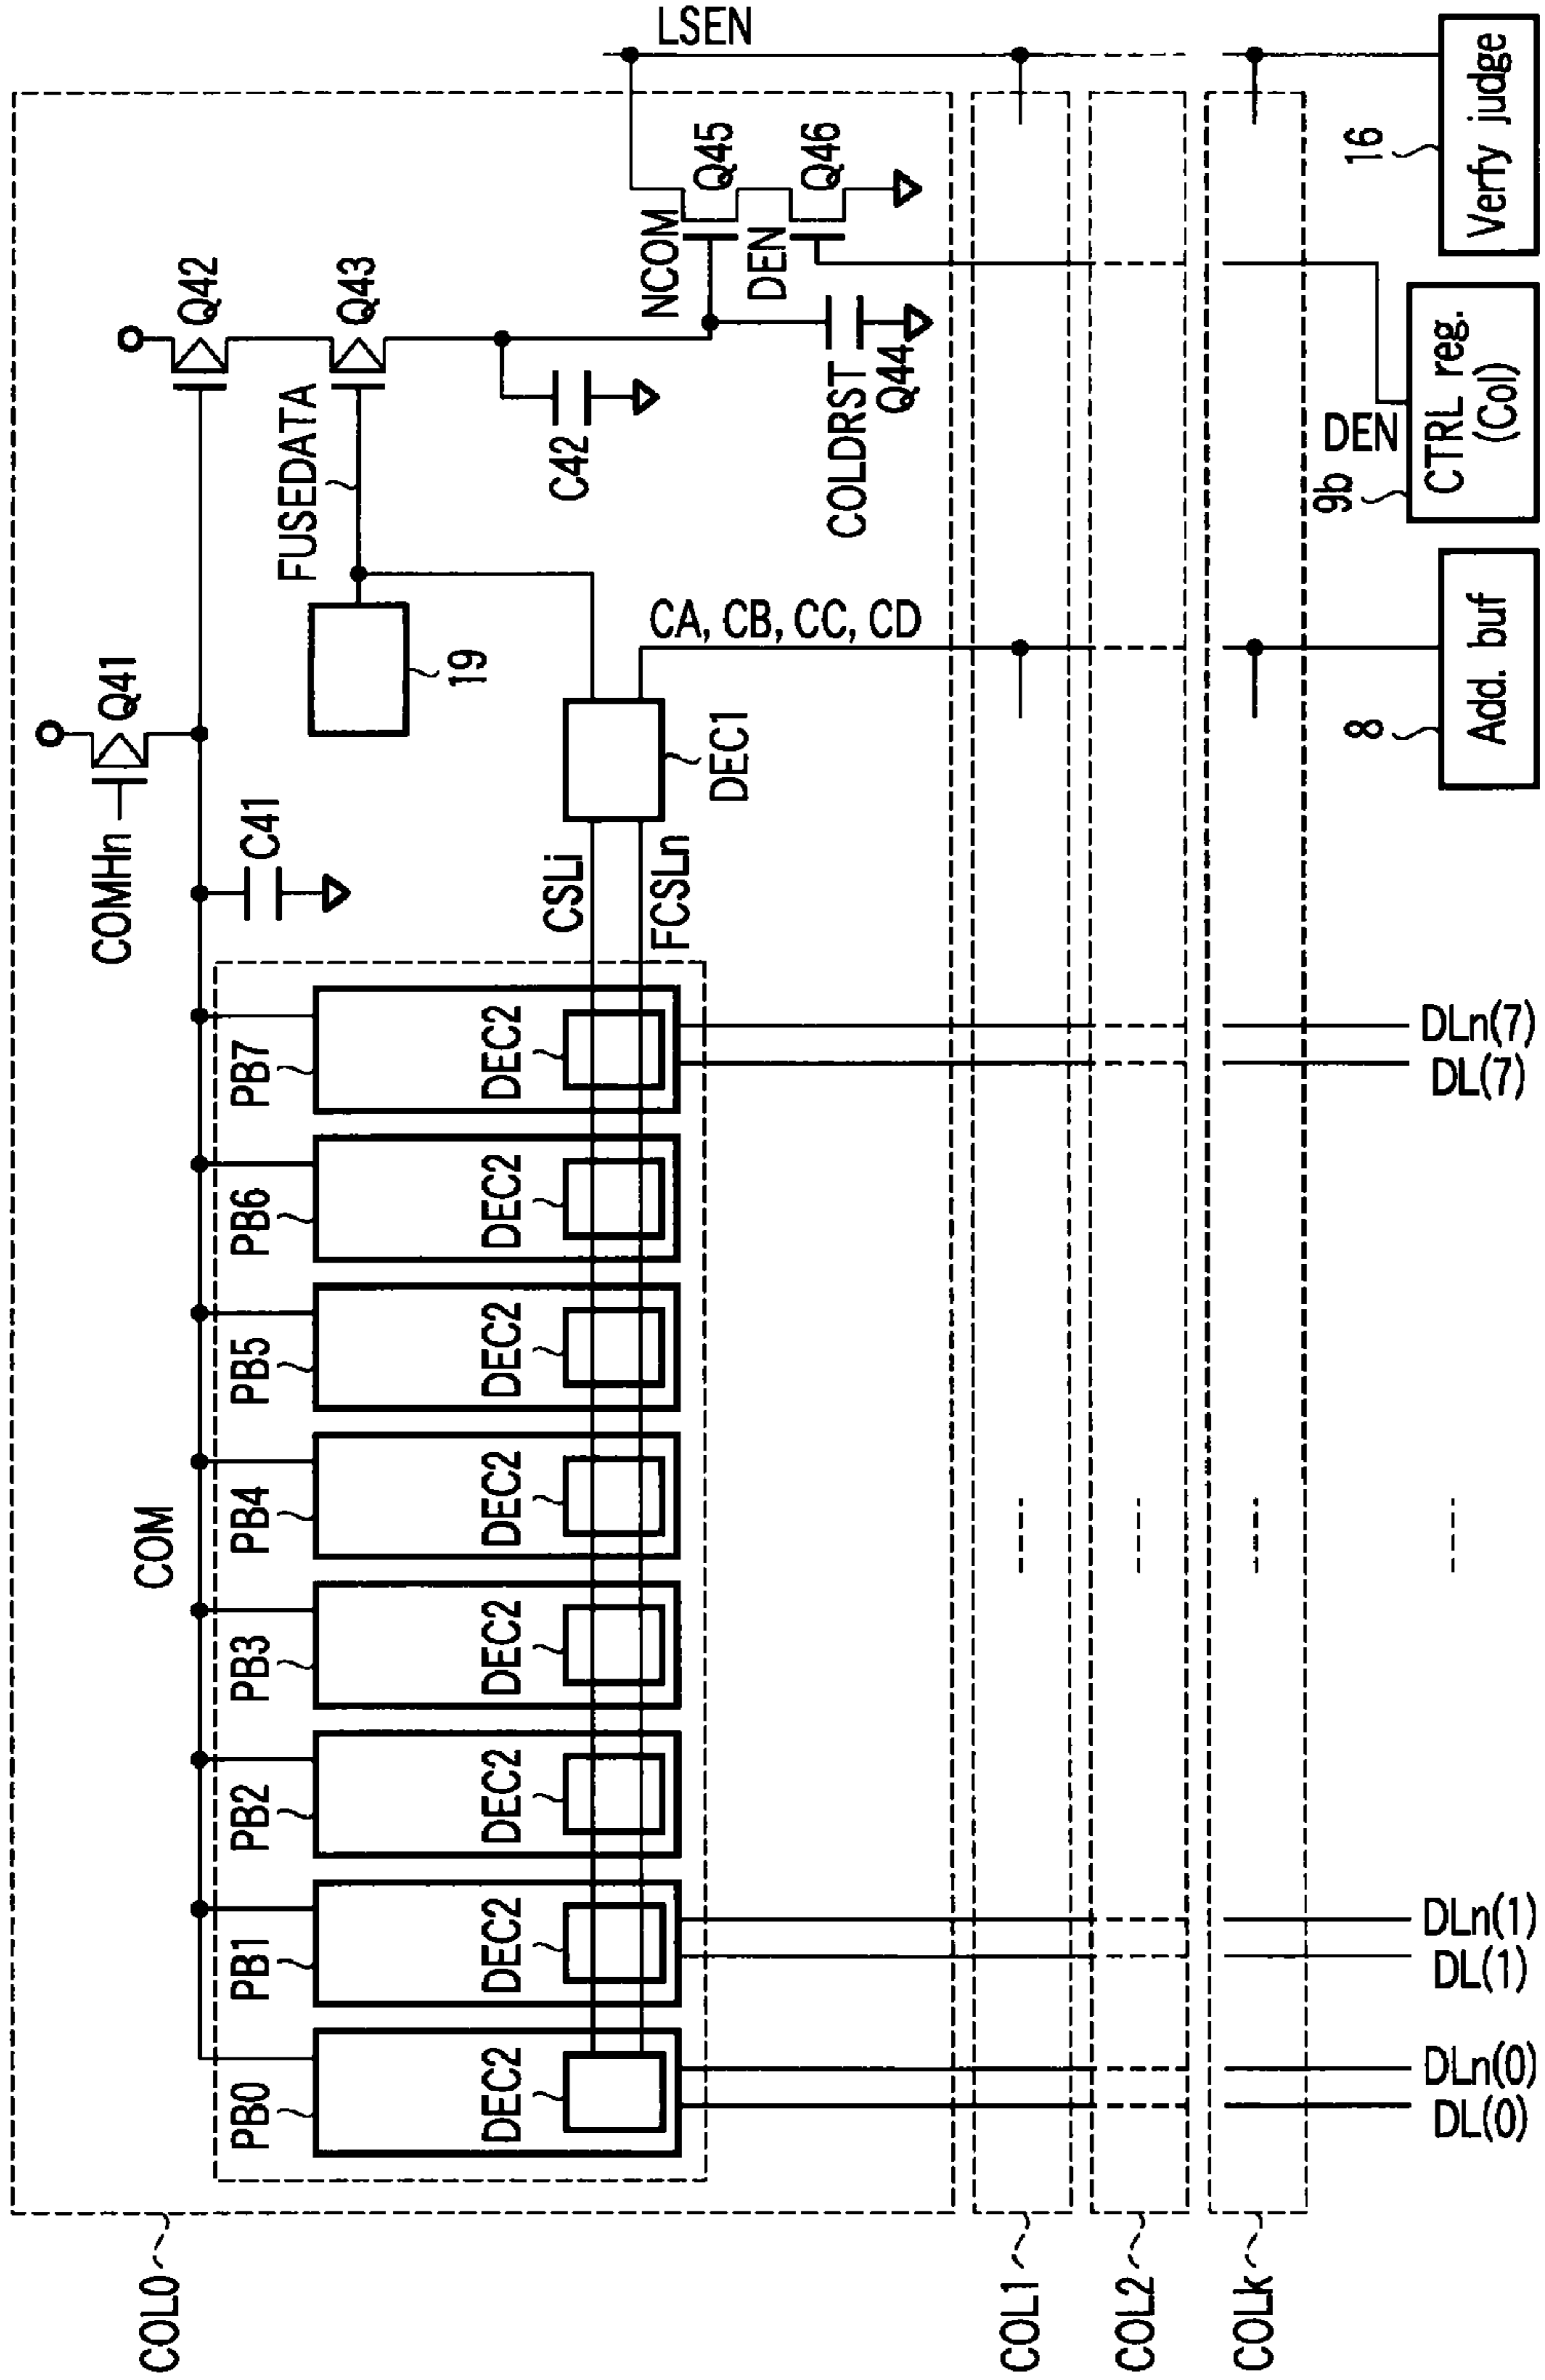 COL0
COM
COMHn
Q41
Q42
C41
PB0
PB1
PB2
PB3
PB4
PB5
PB6
PB7
FUSEDATA
Q43
19
DEC2
DEC2
DEC2
DEC2
DEC2
DEC2
DEC2
DEC2
CSLi
FCSLn
DEC1
C42
CA, CB, CC, CD
NCOM
Q45
LSEN
DEN
Q46
COLDRST
Q44
COL1
COL2
COLk
DL(0)
DLn(0)
DL(1)
DLn(1)
DL(7)
DLn(7)
8
Add. buf
9b
DEN
CTRL reg.
(Col)
16
Verfy judge